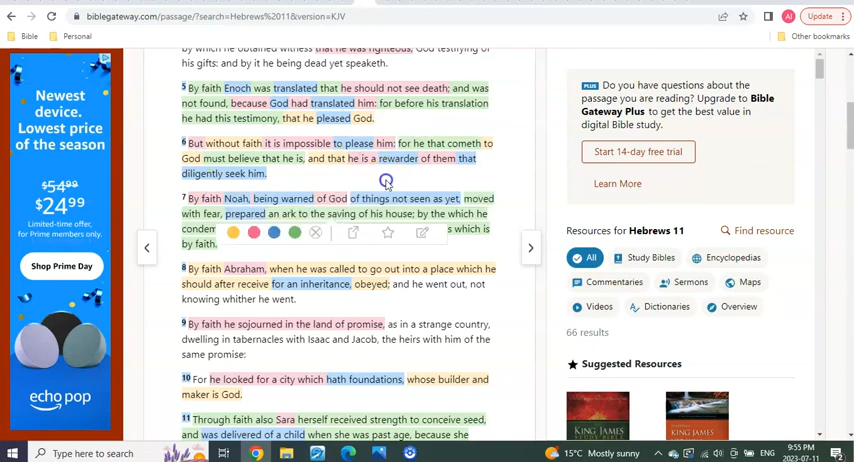 biblegateway.com/passage/?search=Hebrews%2011&version=KJV
AI
Update
Bible
Personal
Other bookmarks
by which he obtained witness that he was righteous, God testifying of
his gifts: and by it he being dead yet speaketh.
5 By faith Enoch was translated that he should not see death; and was
not found, because God had translated him: for before his translation
he had this testimony, that he pleased God.
6 But without faith it is impossible to please him: for he that cometh to
God must believe that he is, and that he is a rewarder of them that
diligently seek him.
7 By faith Noah, being warned of God of things not seen as yet, moved
with fear, prepared an ark to the saving of his house; by the which he
condem s which is
by faith.
8 By faith Abraham, when he was called to go out into a place which he
should after receive for an inheritance, obeyed; and he went out, not
knowing whither he went.
9 By faith he sojourned in the land of promise, as in a strange country,
dwelling in tabernacles with Isaac and Jacob, the heirs with him of the
same promise:
10 For he looked for a city which hath foundations, whose builder and
maker is God.
11 Through faith also Sara herself received strength to conceive seed,
and was delivered of a child when she was past age, because she
Newest
device.
Lowest price
of the season
$54.99
$24.99
Limited-time offer,
for Prime members only.
Shop Prime Day
echo pop
PLUS Do you have questions about the
passage you are reading? Upgrade to Bible
Gateway Plus to get the best value in
digital Bible study.
Start 14-day free trial
Learn More
Resources for Hebrews 11
Find resource
All
Study Bibles
Encyclopedias
Commentaries
Sermons
Maps
Videos
Dictionaries
Overview
66 results
Suggested Resources
KING JAMES
KING JAMES
Type here to search
15°C Mostly sunny
ENG
9:55 PM
2023-07-11
2